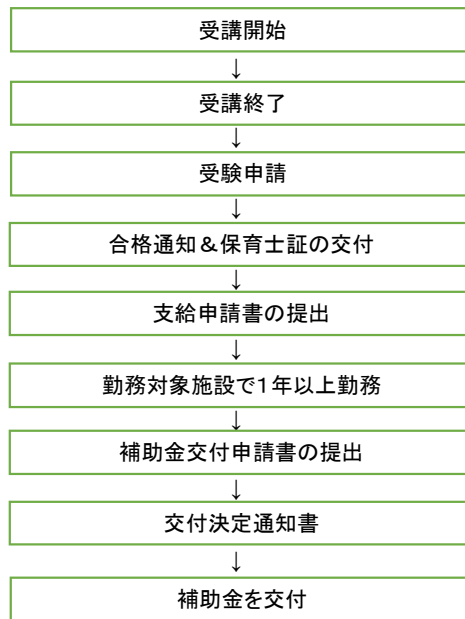 受講開始
↓
受講終了
↓
受験申請
↓
合格通知＆保育士証の交付
↓
支給申請書の提出
↓
勤務対象施設で１年以上勤務
↓
補助金交付申請書の提出
↓
交付決定通知書
↓
補助金を交付